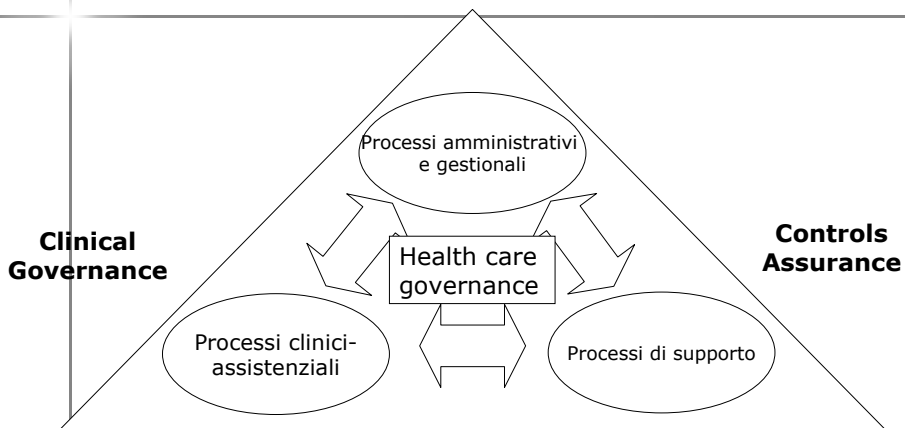 Processi amministrativi
e gestionali
Clinical
Governance
Health care
governance
Controls
Assurance
Processi clinici-
assistenziali
Processi di supporto